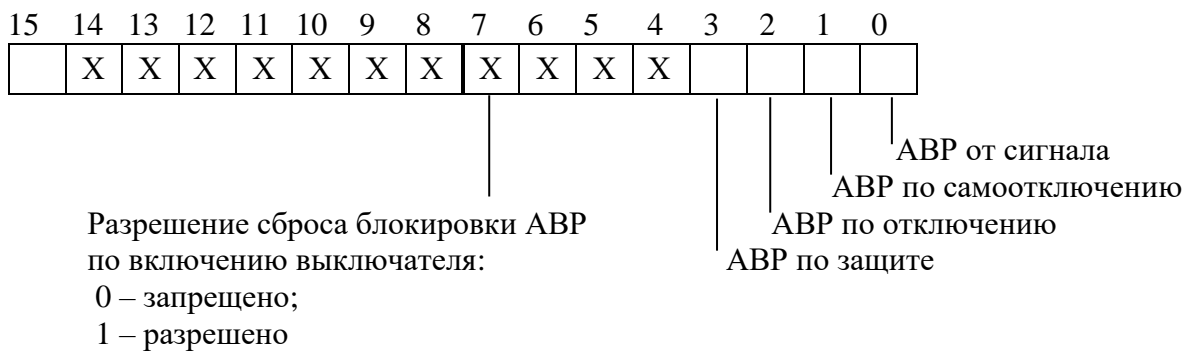 15 14 13 12 11 10 9 8 7 6 5 4 3 2 1 0
X X X X X X X X X X X
АВР от сигнала
АВР по самоотключению
Разрешение сброса блокировки АВР
АВР по отключению
по включению выключателя:
АВР по защите
0 – запрещено;
1 – разрешено